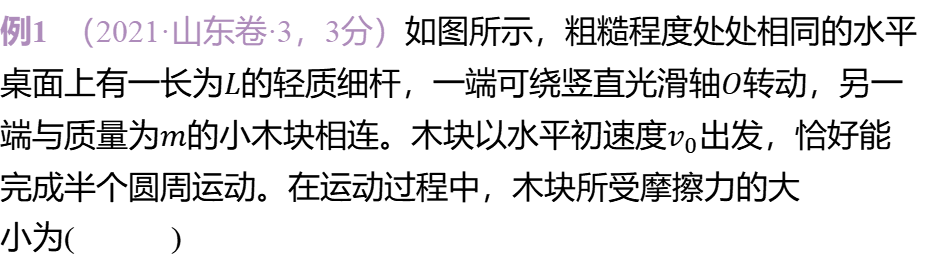 例1 （2021·山东卷·3，3分）如图所示，粗糙程度处处相同的水平
桌面上有一长为L的轻质细杆，一端可绕竖直光滑轴O转动，另一
端与质量为m的小木块相连。木块以水平初速度v₀出发，恰好能
完成半个圆周运动。在运动过程中，木块所受摩擦力的大
小为(　　)